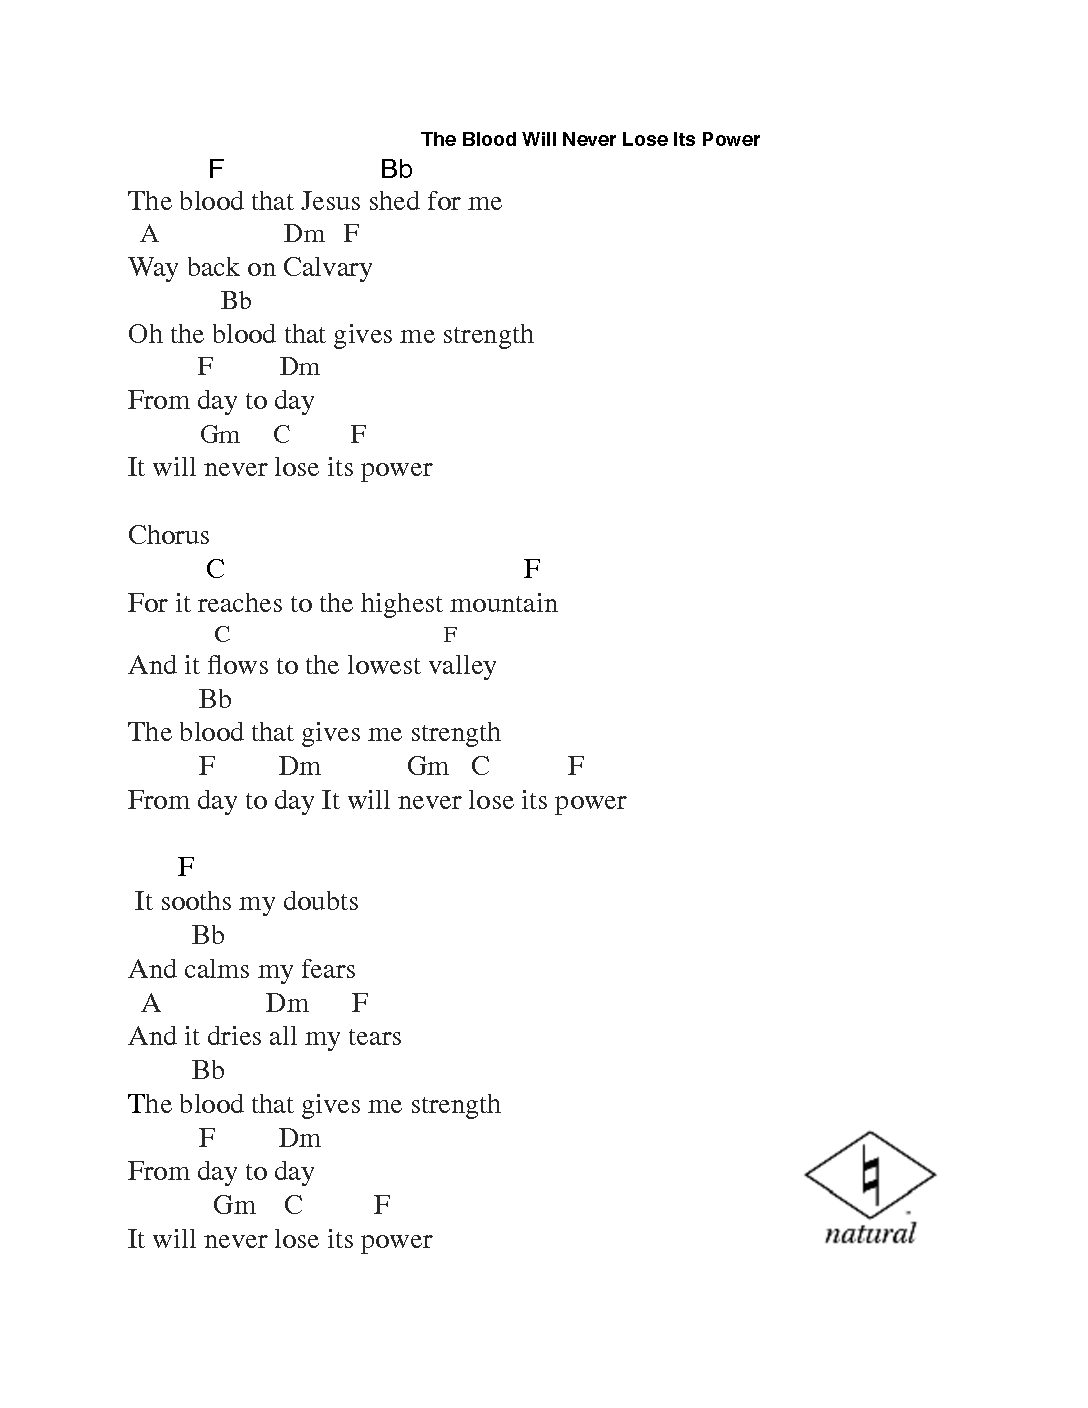 The Blood Will Never Lose Its Power
F Bb
The blood that Jesus shed for me
A Dm F
Way back on Calvary
Bb
Oh the blood that gives me strength
F Dm
From day to day
Gm C F
It will never lose its power
Chorus
C F
For it reaches to the highest mountain
C F
And it flows to the lowest valley
Bb
The blood that gives me strength
F Dm Gm C F
From day to day It will never lose its power
F
It sooths my doubts
Bb
And calms my fears
A Dm F
And it dries all my tears
Bb
The blood that gives me strength
F Dm
From day to day
Gm C F
It will never lose its power
natural